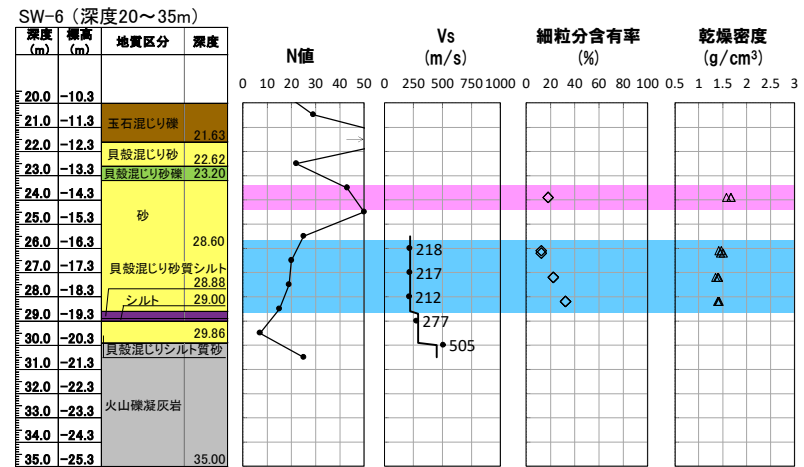 SW-6（深度20～35m）
深度 標高 地質区分 深度
(m) (m)
N値
0 10 20 30 40 50
Vs
(m/s)
0 250 500 750 1000
細粒分含有率
(%)
0 20 40 60 80 100
乾燥密度
(g/cm³)
0.5 1 1.5 2 2.5 3
20.0 -10.3
21.0 -11.3
22.0 -12.3
23.0 -13.3
24.0 -14.3
25.0 -15.3
26.0 -16.3
27.0 -17.3
28.0 -18.3
29.0 -19.3
30.0 -20.3
31.0 -21.3
32.0 -22.3
33.0 -23.3
34.0 -24.3
35.0 -25.3
玉石混じり礫
21.63
貝殻混じり砂 22.62
貝殻混じり砂礫 23.20
砂
28.60
貝殻混じり砂質シルト
28.88
シルト 29.00
29.86
貝殻混じりシルト質砂
火山礫凝灰岩
35.00
218
217
212
277
505